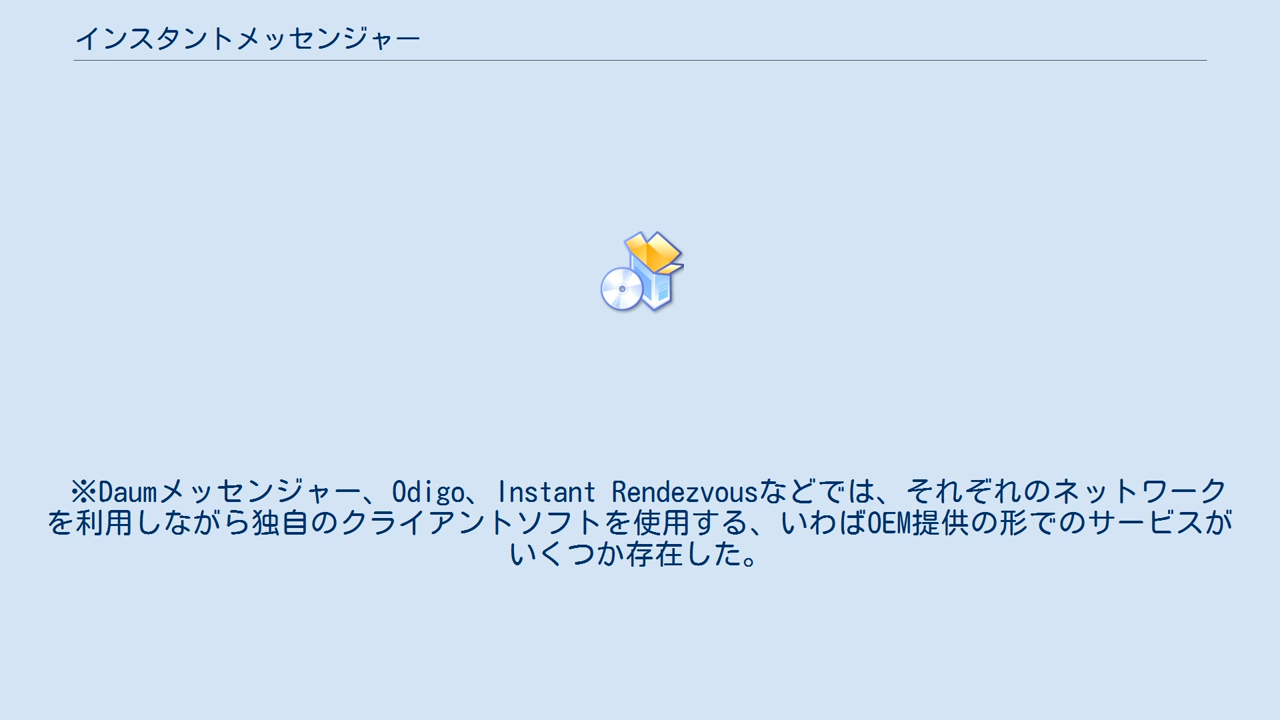 インスタントメッセンジャー
※Daumメッセンジャー、Odigo、Instant Rendezvousなどでは、それぞれのネットワーク
を利用しながら独自のクライアントソフトを使用する、いわばOEM提供の形でのサービスが
いくつか存在した。